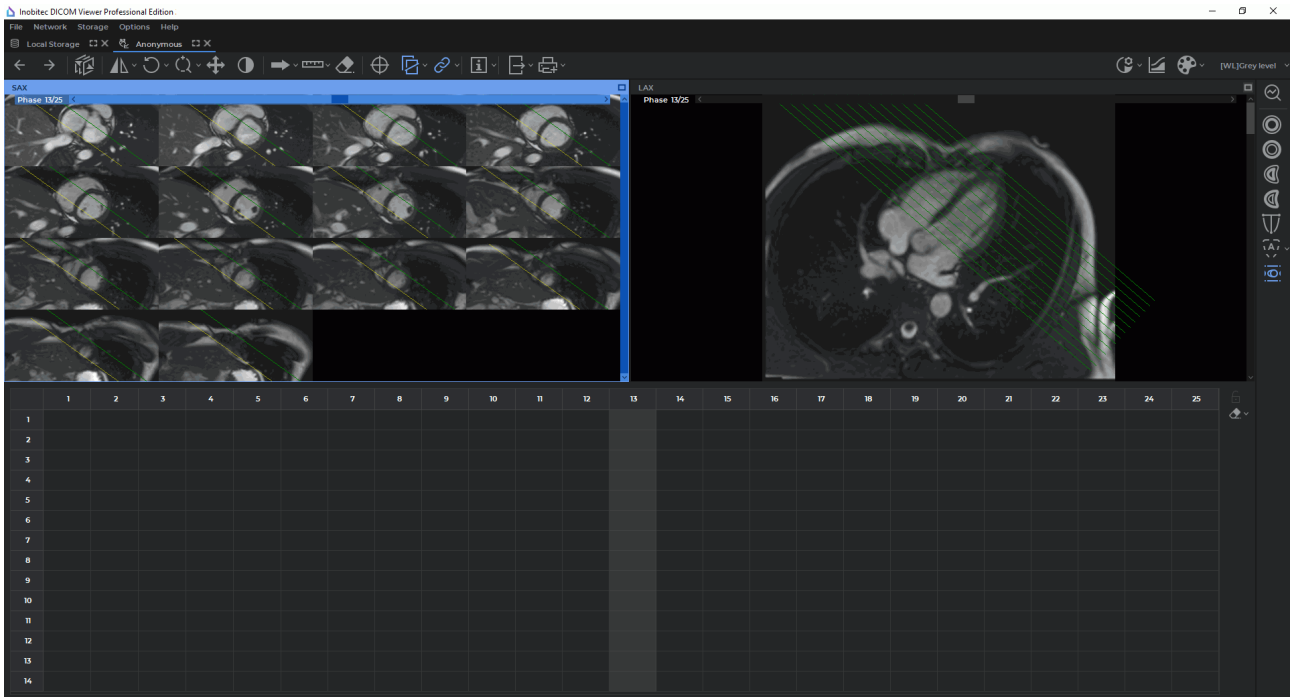 Inobitec DICOM Viewer Professional Edition
File Network Storage Options Help
Local Storage Anonymous
[WL]Grey level
SAX
Phase 13/25
LAX
Phase 13/25
1 2 3 4 5 6 7 8 9 10 11 12 13 14 15 16 17 18 19 20 21 22 23 24 25
1
2
3
4
5
6
7
8
9
10
11
12
13
14